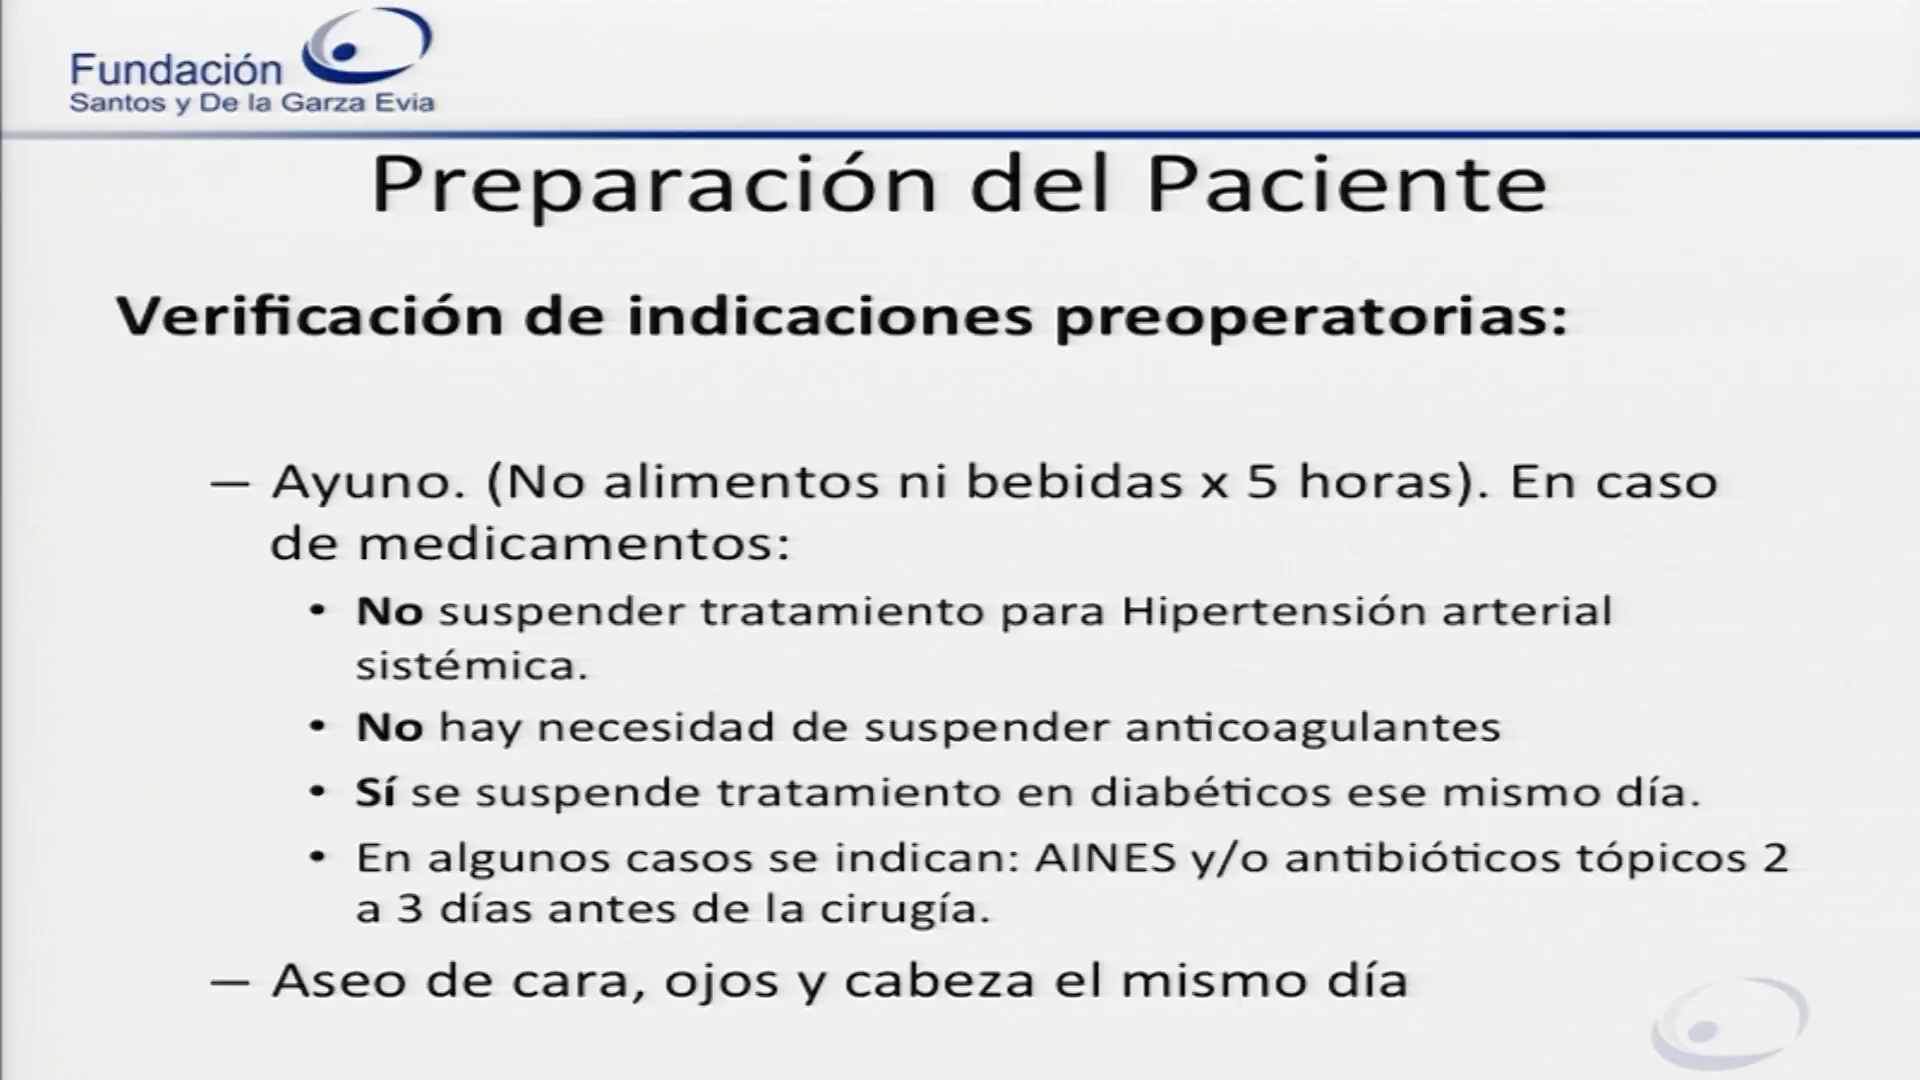 Fundación
Santos y De la Garza Evia
Preparación del Paciente
Verificación de indicaciones preoperatorias:
– Ayuno. (No alimentos ni bebidas x 5 horas). En caso
de medicamentos:
• No suspender tratamiento para Hipertensión arterial
sistémica.
• No hay necesidad de suspender anticoagulantes
• Sí se suspende tratamiento en diabéticos ese mismo día.
• En algunos casos se indican: AINES y/o antibióticos tópicos 2
a 3 días antes de la cirugía.
– Aseo de cara, ojos y cabeza el mismo día